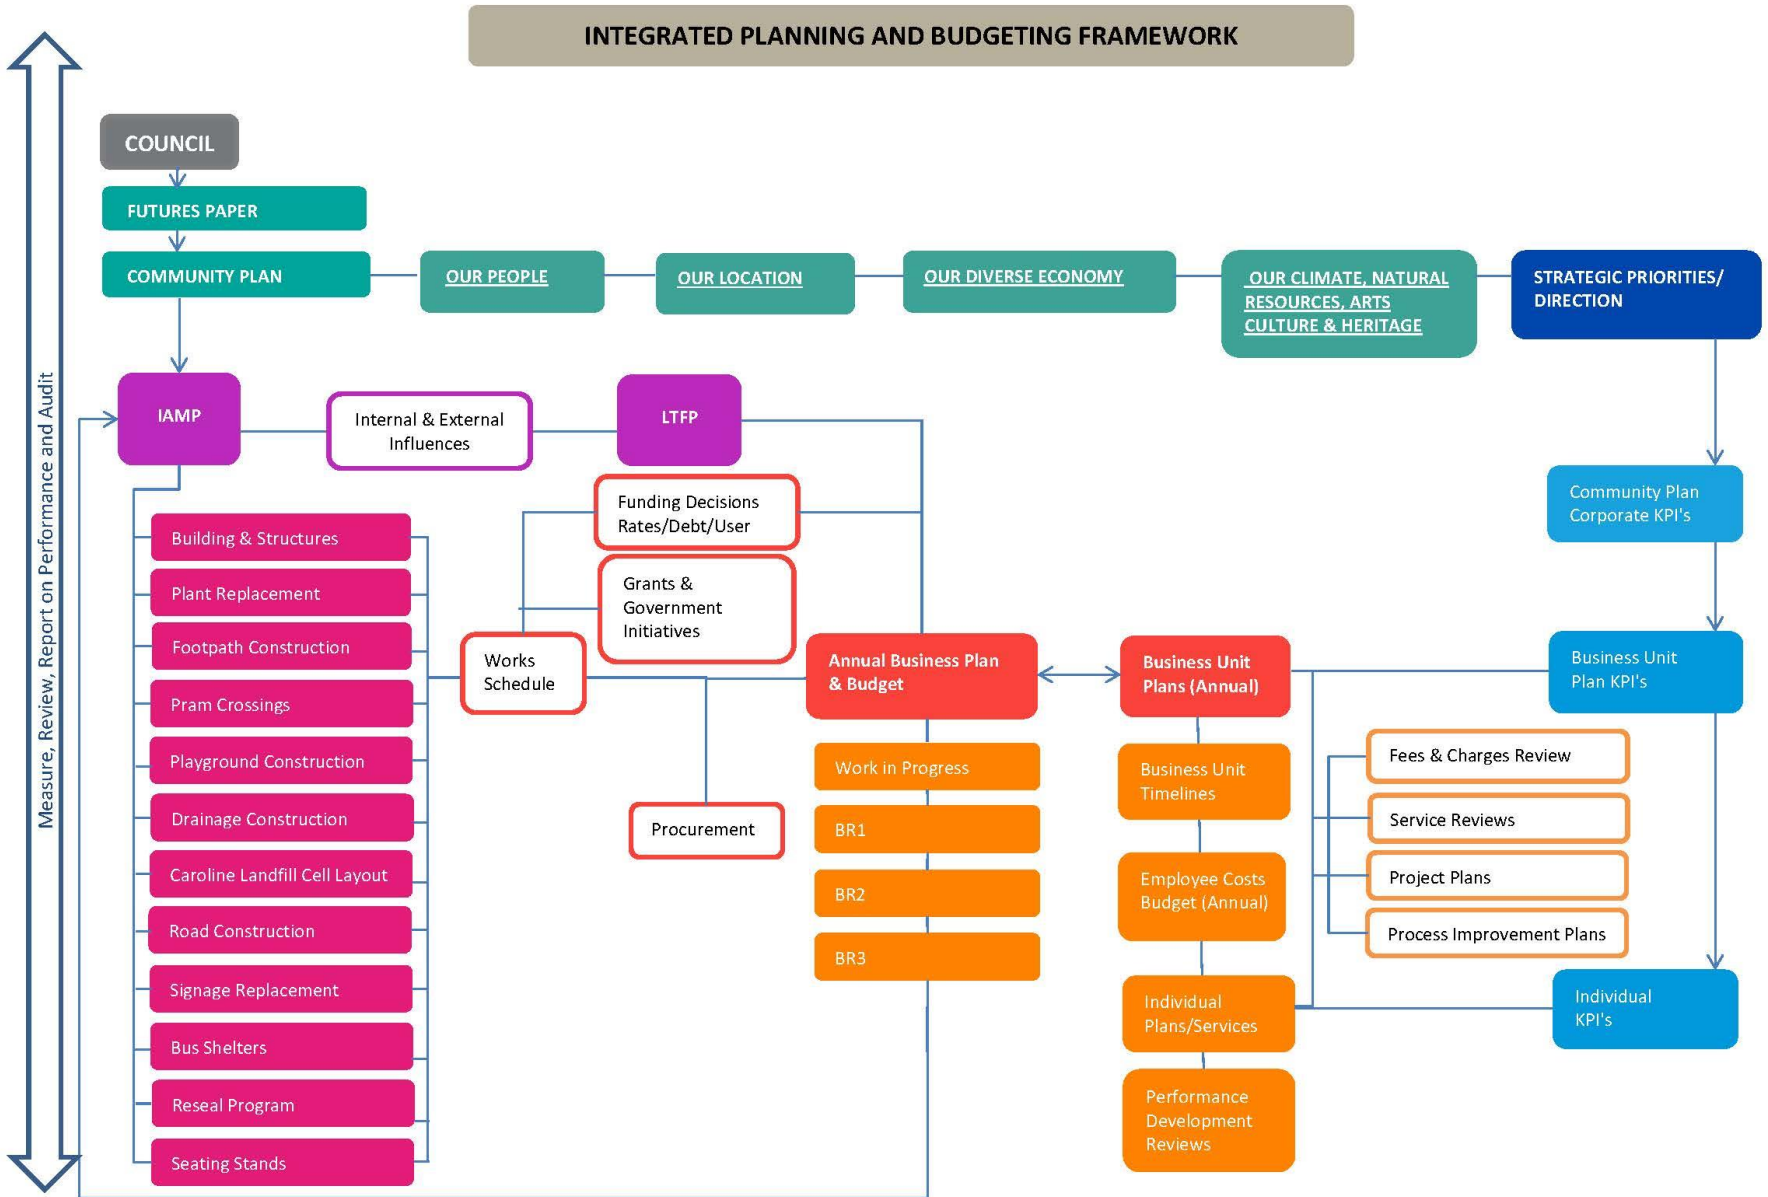 INTEGRATED PLANNING AND BUDGETING FRAMEWORK
Measure, Review, Report on Performance and Audit
COUNCIL
FUTURES PAPER
COMMUNITY PLAN
OUR PEOPLE
OUR LOCATION
OUR DIVERSE ECONOMY
OUR CLIMATE, NATURAL
RESOURCES, ARTS
CULTURE & HERITAGE
STRATEGIC PRIORITIES/
DIRECTION
IAMP
Internal & External
Influences
LTFP
Funding Decisions
Rates/Debt/User
Grants &
Government
Initiatives
Community Plan
Corporate KPI's
Building & Structures
Plant Replacement
Footpath Construction
Pram Crossings
Playground Construction
Drainage Construction
Caroline Landfill Cell Layout
Road Construction
Signage Replacement
Bus Shelters
Reseal Program
Seating Stands
Works
Schedule
Procurement
Annual Business Plan
& Budget
Work in Progress
BR1
BR2
BR3
Business Unit
Plans (Annual)
Business Unit
Timelines
Employee Costs
Budget (Annual)
Individual
Plans/Services
Performance
Development
Reviews
Business Unit
Plan KPI's
Fees & Charges Review
Service Reviews
Project Plans
Process Improvement Plans
Individual
KPI's